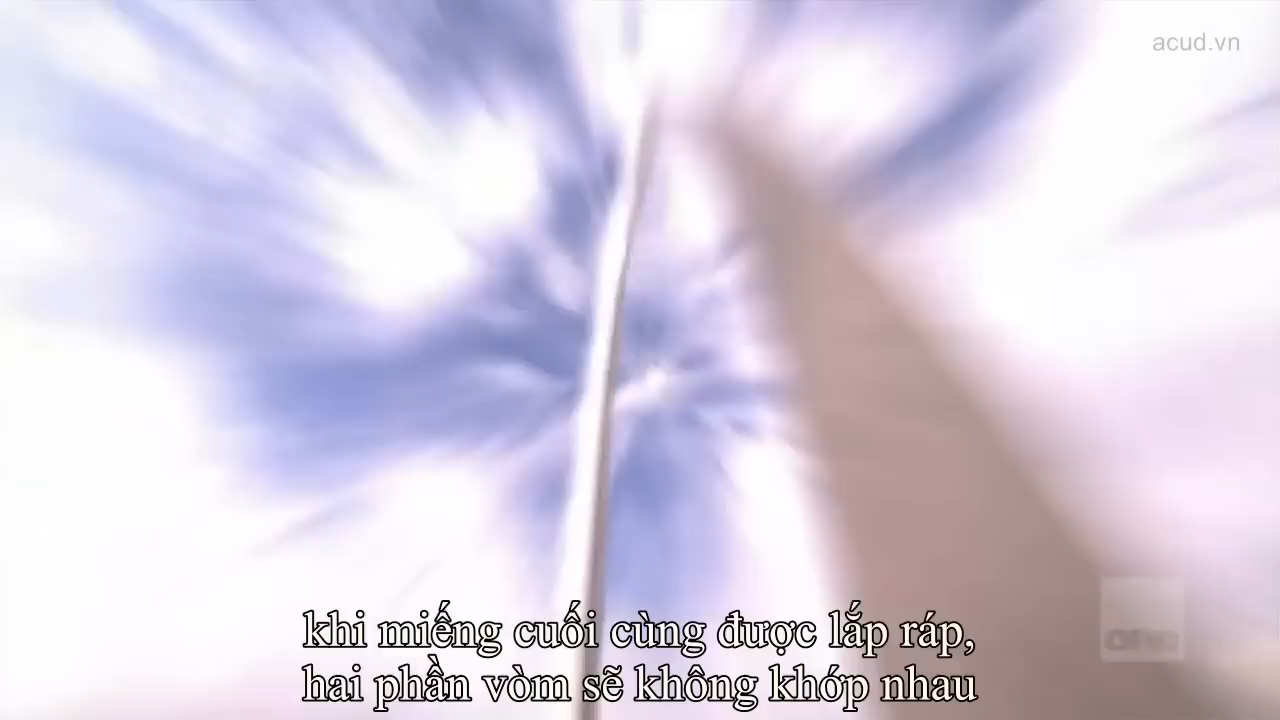 acud.vn
khi miếng cuối cùng được lắp ráp,
hai phần vòm sẽ không khớp nhau